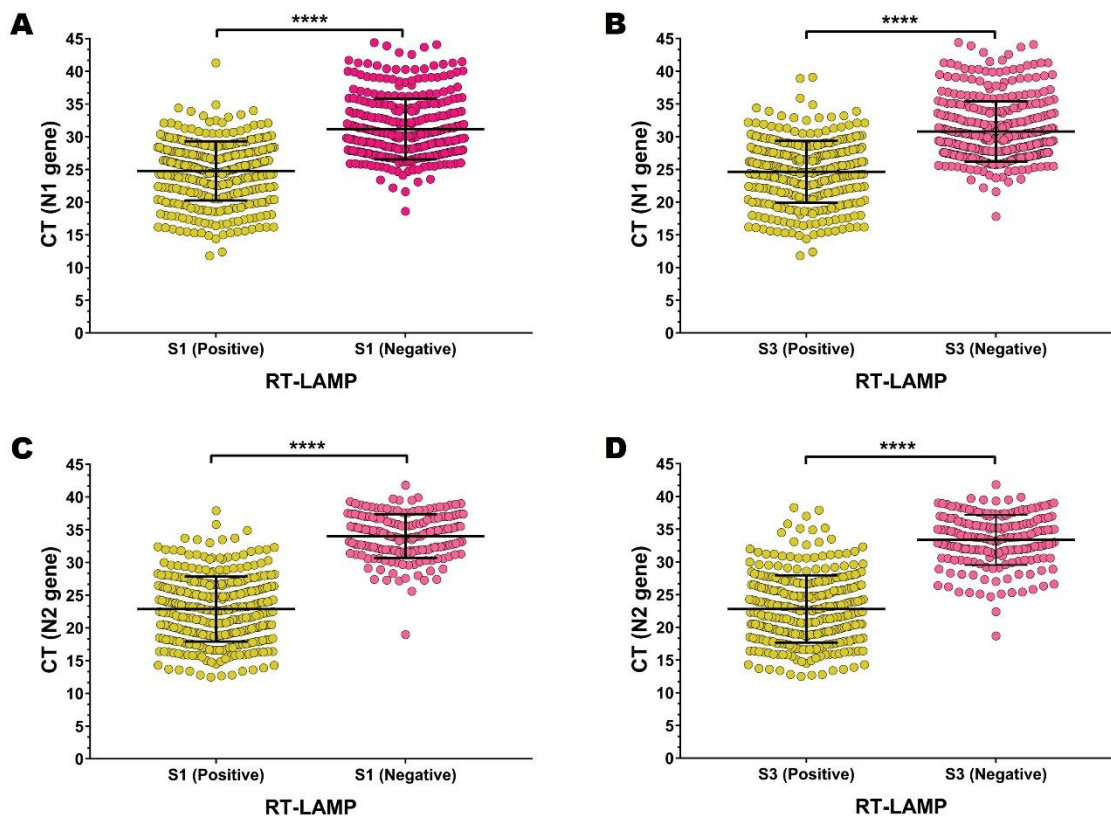 A
****
CT (N1 gene)
45
40
35
30
25
20
15
10
5
0
S1 (Positive) S1 (Negative)
RT-LAMP
B
****
CT (N1 gene)
45
40
35
30
25
20
15
10
5
0
S3 (Positive) S3 (Negative)
RT-LAMP
C
****
CT (N2 gene)
45
40
35
30
25
20
15
10
5
0
S1 (Positive) S1 (Negative)
RT-LAMP
D
****
CT (N2 gene)
45
40
35
30
25
20
15
10
5
0
S3 (Positive) S3 (Negative)
RT-LAMP